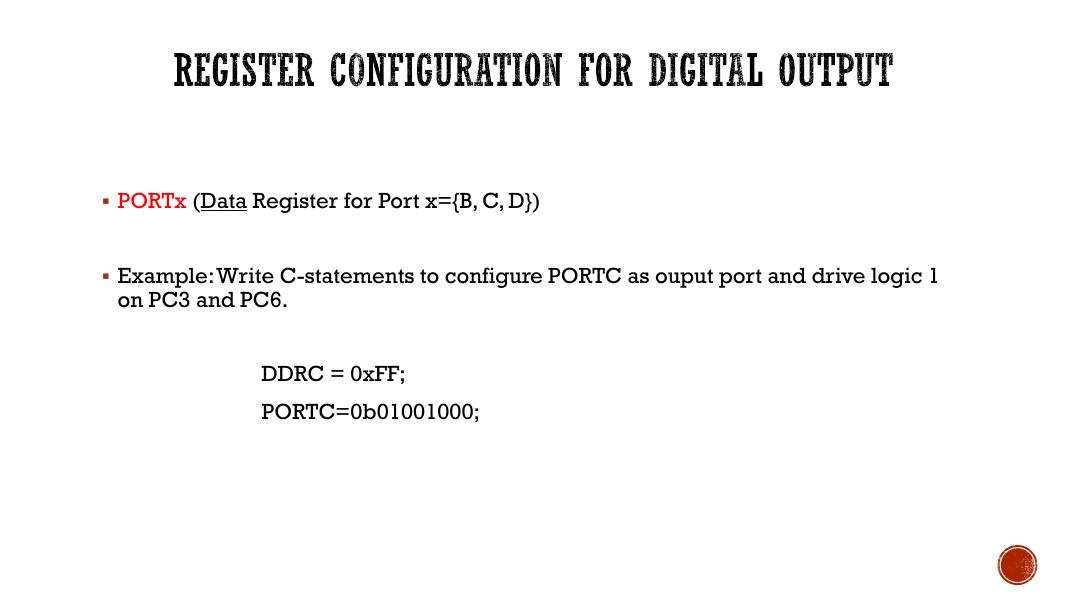 REGISTER CONFIGURATION FOR DIGITAL OUTPUT
▪ PORTx (Data Register for Port x={B, C, D})
▪ Example: Write C-statements to configure PORTC as ouput port and drive logic 1
on PC3 and PC6.
DDRC = 0xFF;
PORTC=0b01001000;